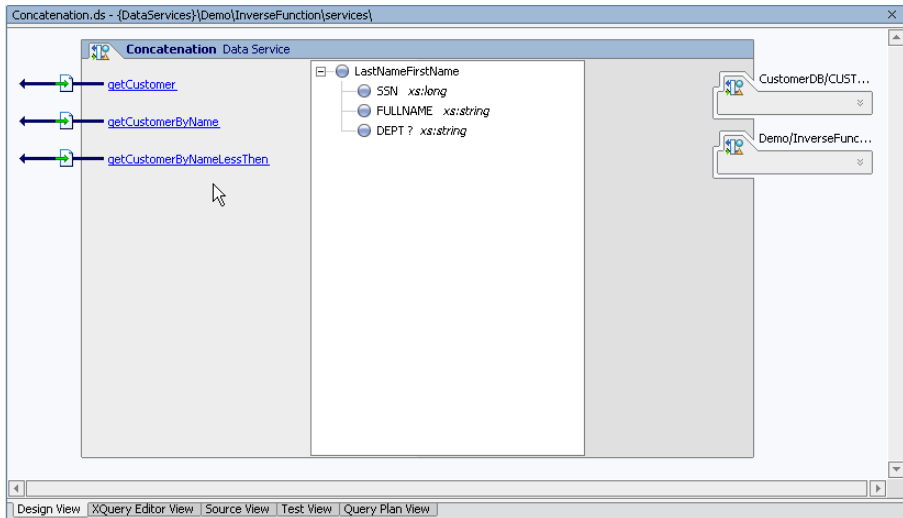 Concatenation.ds - {DataServices}\Demo\InverseFunction\services\
Concatenation Data Service
getCustomer
getCustomerByName
getCustomerByNameLessThen
LastNameFirstName
SSN xs:long
FULLNAME xs:string
DEPT ? xs:string
CustomerDB/CUST...
Demo/InverseFunc...
Design View XQuery Editor View Source View Test View Query Plan View